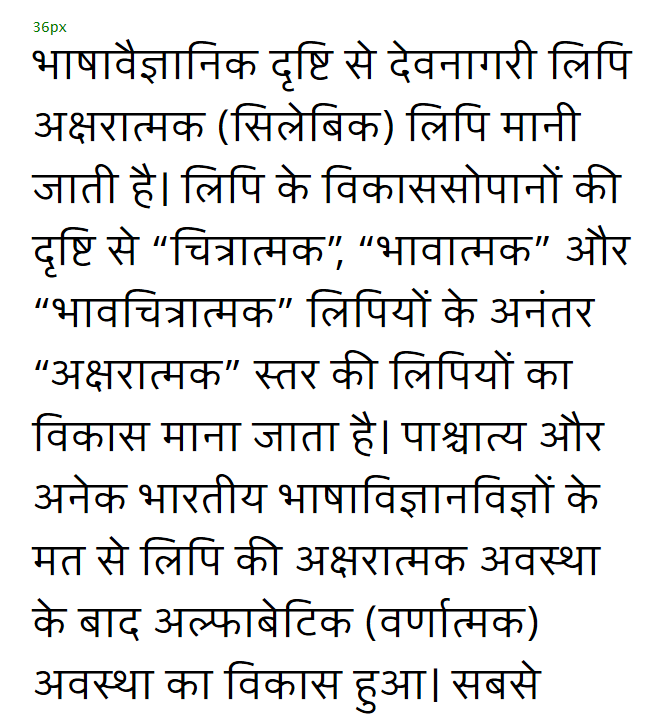 36px
भाषावैज्ञानिक दृष्टि से देवनागरी लिपि
अक्षरात्मक (सिलेबिक) लिपि मानी
जाती है। लिपि के विकाससोपानों की
दृष्टि से “चित्रात्मक”, “भावात्मक” और
“भावचित्रात्मक” लिपियों के अनंतर
“अक्षरात्मक” स्तर की लिपियों का
विकास माना जाता है। पाश्चात्य और
अनेक भारतीय भाषाविज्ञानविज्ञों के
मत से लिपि की अक्षरात्मक अवस्था
के बाद अल्फाबेटिक (वर्णात्मक)
अवस्था का विकास हुआ। सबसे